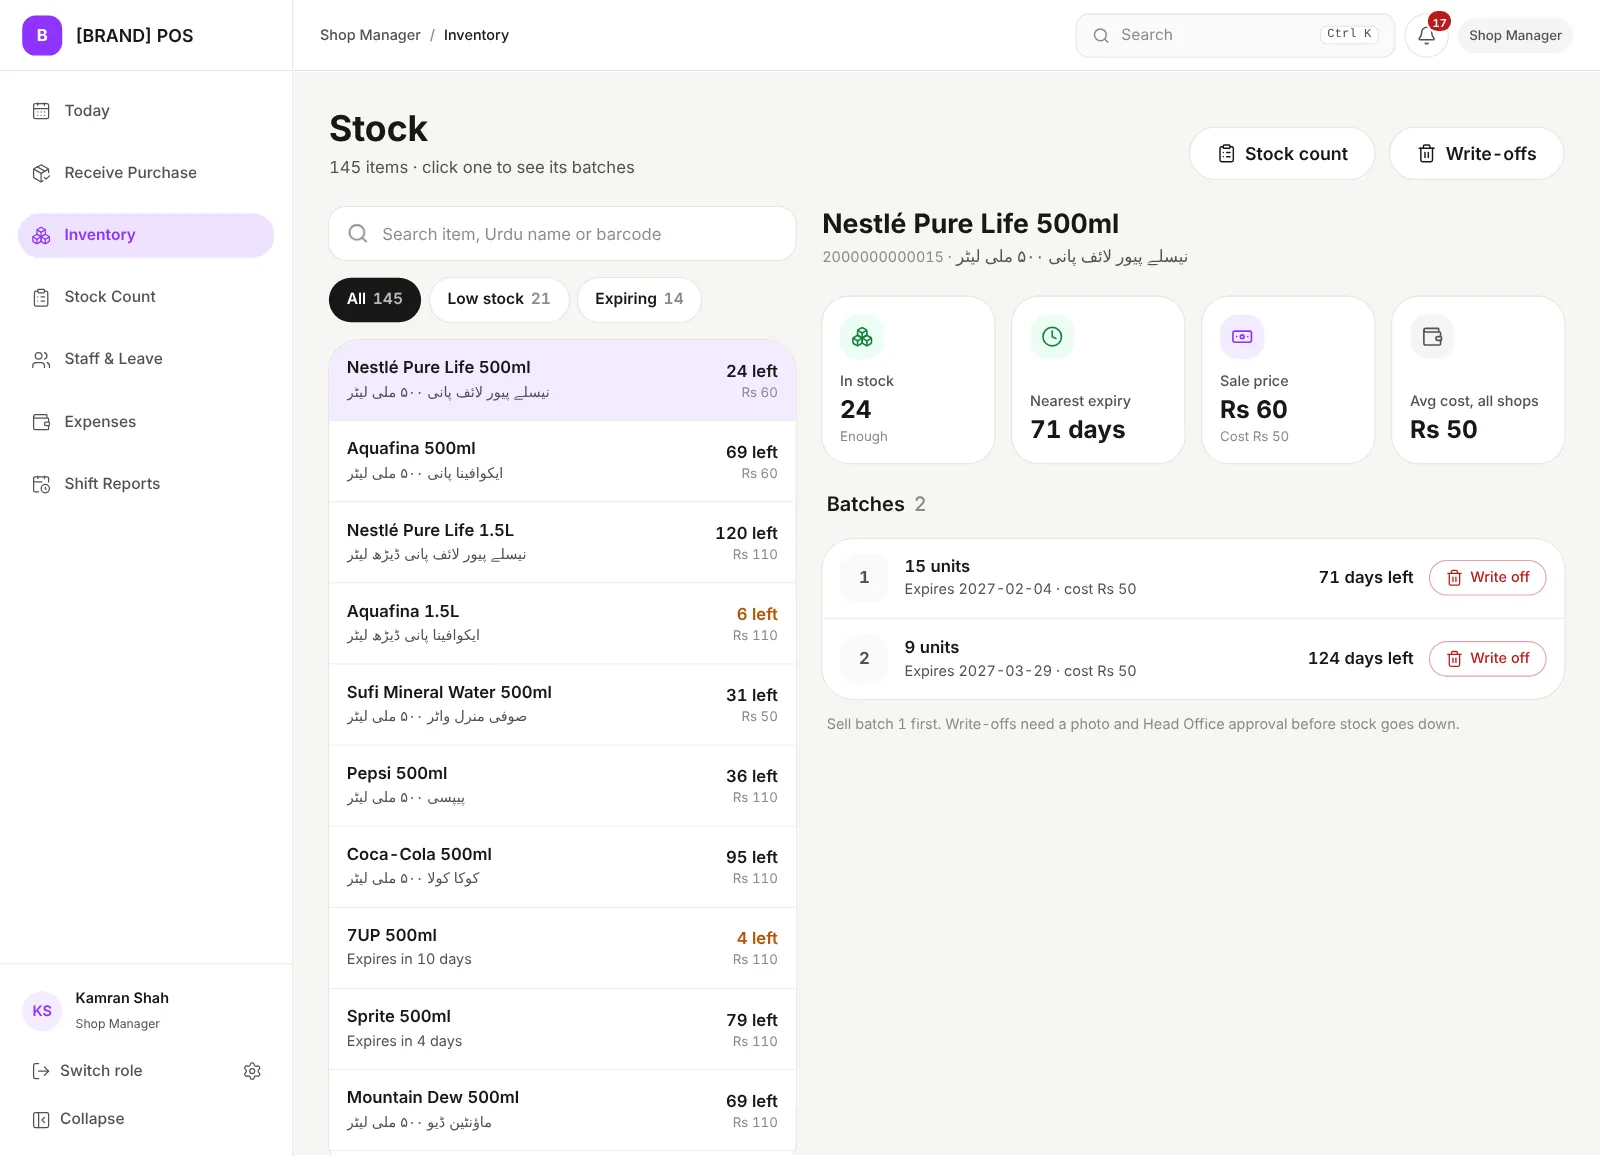 B
[BRAND] POS
Shop Manager / Inventory
Search
Ctrl K
17
Shop Manager
Today
Receive Purchase
Inventory
Stock Count
Staff & Leave
Expenses
Shift Reports
KS
Kamran Shah
Shop Manager
Switch role
Collapse
Stock
145 items · click one to see its batches
Stock count
Write-offs
Search item, Urdu name or barcode
All 145
Low stock 21
Expiring 14
Nestlé Pure Life 500ml
نیسلے پیور لائف پانی ۵۰۰ ملی لیٹر
24 left
Rs 60
Aquafina 500ml
ایکوافینا پانی ۵۰۰ ملی لیٹر
69 left
Rs 60
Nestlé Pure Life 1.5L
نیسلے پیور لائف پانی ڈیڑھ لیٹر
120 left
Rs 110
Aquafina 1.5L
ایکوافینا پانی ڈیڑھ لیٹر
6 left
Rs 110
Sufi Mineral Water 500ml
صوفی منرل واٹر ۵۰۰ ملی لیٹر
31 left
Rs 50
Pepsi 500ml
پیپسی ۵۰۰ ملی لیٹر
36 left
Rs 110
Coca-Cola 500ml
کوکا کولا ۵۰۰ ملی لیٹر
95 left
Rs 110
7UP 500ml
Expires in 10 days
4 left
Rs 110
Sprite 500ml
Expires in 4 days
79 left
Rs 110
Mountain Dew 500ml
ماؤنٹین ڈیو ۵۰۰ ملی لیٹر
69 left
Rs 110
Nestlé Pure Life 500ml
2000000000015 · نیسلے پیور لائف پانی ۵۰۰ ملی لیٹر
In stock
24
Enough
Nearest expiry
71 days
Sale price
Rs 60
Cost Rs 50
Avg cost, all shops
Rs 50
Batches 2
1
15 units
Expires 2027-02-04 · cost Rs 50
71 days left
Write off
2
9 units
Expires 2027-03-29 · cost Rs 50
124 days left
Write off
Sell batch 1 first. Write-offs need a photo and Head Office approval before stock goes down.